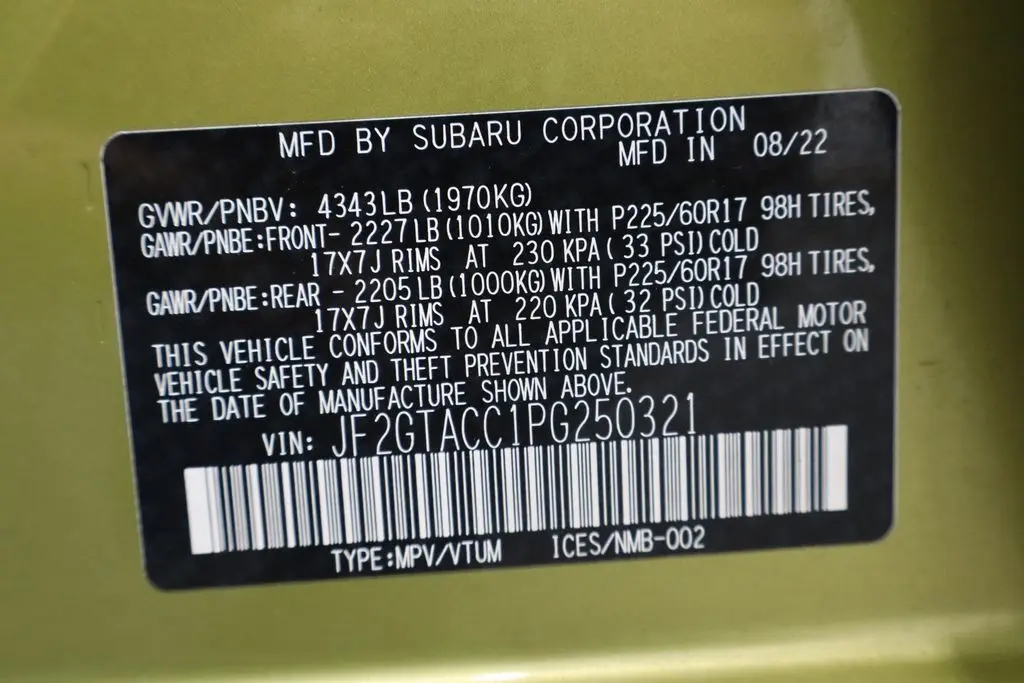 MFD BY SUBARU CORPORATION
MFD IN 08/22
GVWR/PNBV: 4343LB (1970KG)
GAWR/PNBE:FRONT- 2227LB (1010KG) WITH P225/60R17 98H TIRES,
17X7J RIMS AT 230 KPA (33 PSI) COLD
GAWR/PNBE:REAR - 2205LB (1000KG) WITH P225/60R17 98H TIRES,
17X7J RIMS AT 220 KPA (32 PSI) COLD
THIS VEHICLE CONFORMS TO ALL APPLICABLE FEDERAL MOTOR
VEHICLE SAFETY AND THEFT PREVENTION STANDARDS IN EFFECT ON
THE DATE OF MANUFACTURE SHOWN ABOVE.
VIN: JF2GTACC1PG250321
TYPE:MPV/VTUM ICES/NMB-002